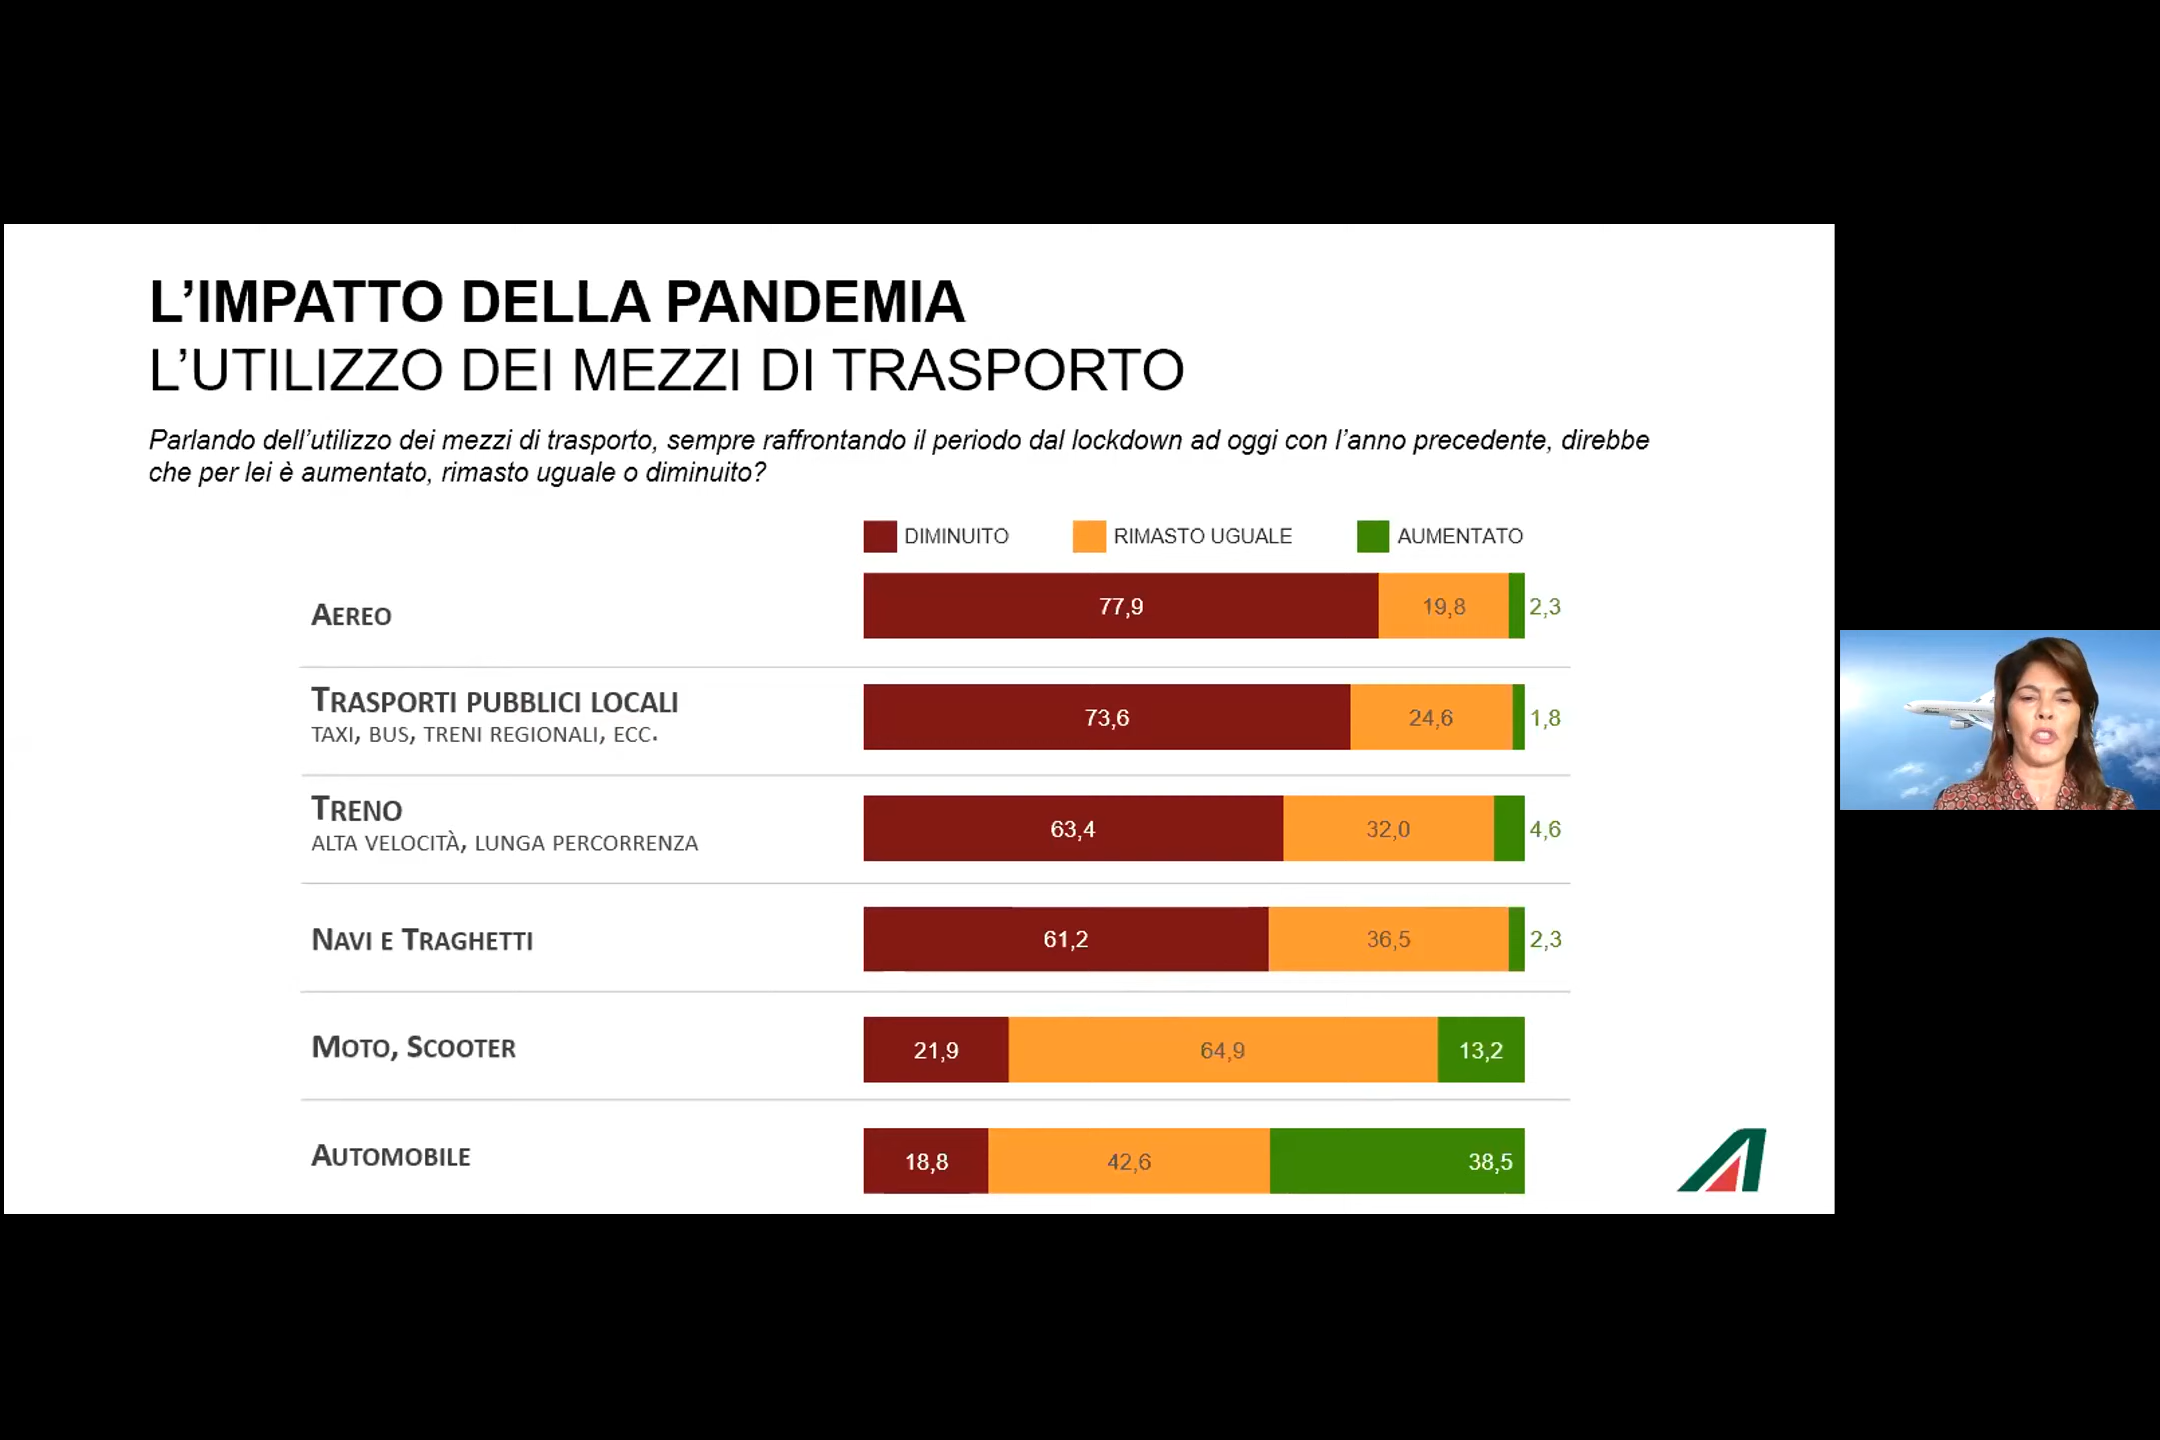 L’IMPATTO DELLA PANDEMIA
L’UTILIZZO DEI MEZZI DI TRASPORTO
Parlando dell’utilizzo dei mezzi di trasporto, sempre raffrontando il periodo dal lockdown ad oggi con l’anno precedente, direbbe
che per lei è aumentato, rimasto uguale o diminuito?
DIMINUITO RIMASTO UGUALE AUMENTATO
AEREO 77,9 19,8 2,3
TRASPORTI PUBBLICI LOCALI
TAXI, BUS, TRENI REGIONALI, ECC.
73,6 24,6 1,8
TRENO
ALTA VELOCITÀ, LUNGA PERCORRENZA
63,4 32,0 4,6
NAVI E TRAGHETTI 61,2 36,5 2,3
MOTO, SCOOTER 21,9 64,9 13,2
AUTOMOBILE 18,8 42,6 38,5